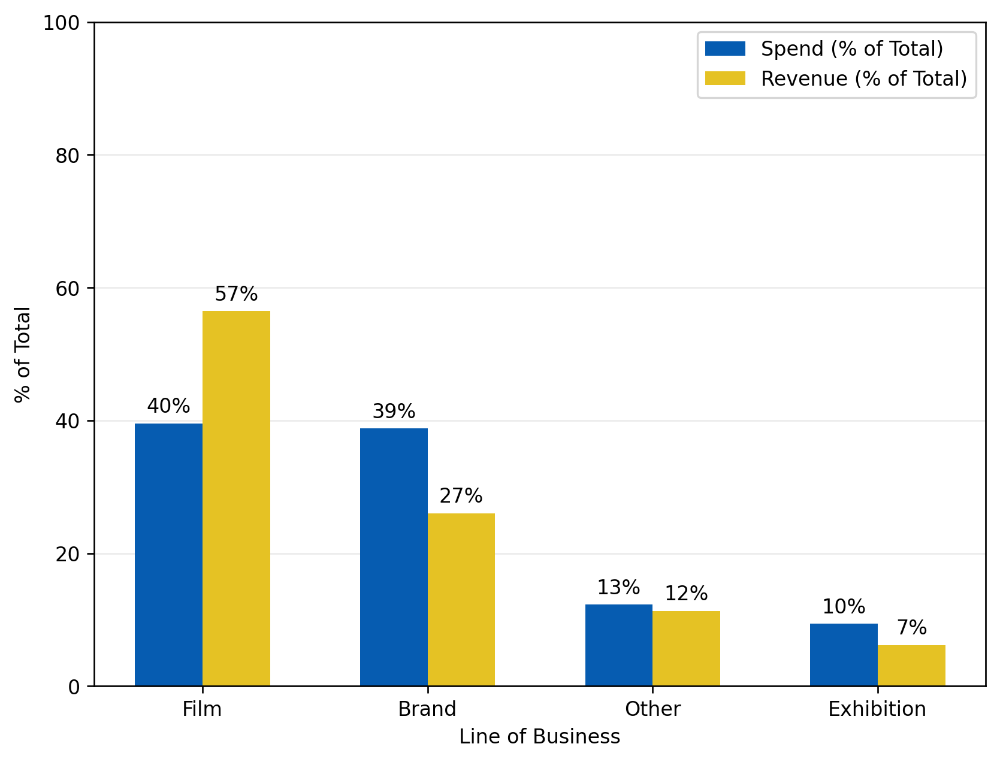 100
80
60
40
20
0
% of Total
Spend (% of Total)
Revenue (% of Total)
40%
57%
39%
27%
13%
12%
10%
7%
Film
Brand
Other
Exhibition
Line of Business